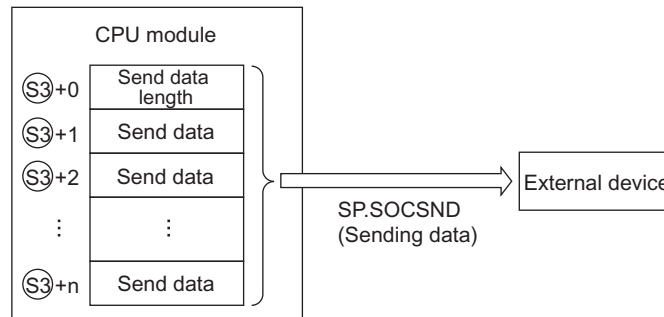 CPU module
S3+0 Send data
length
S3+1 Send data
S3+2 Send data
⋮ ⋮
S3+n Send data
SP.SOCSND
(Sending data)
External device